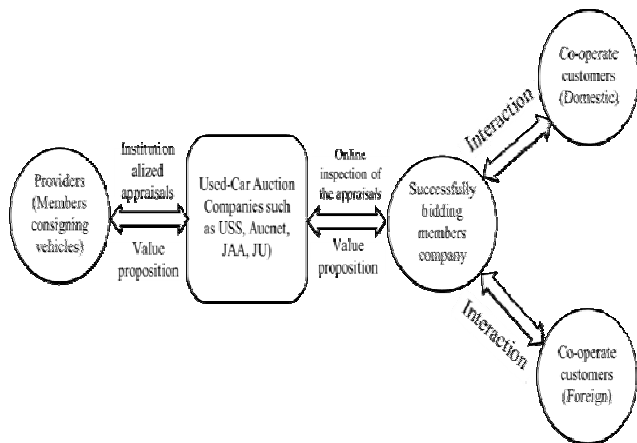 Providers
(Members
consigning
vehicles)
Institution
alized
appraisals
Value
proposition
Used-Car Auction
Companies such
as USS, Aucnet,
JAA, JU)
Online
inspection of
the appraisals
Value
proposition
Successfully
bidding
members
company
Interaction
Co-operate
customers
(Domestic)
Interaction
Co-operate
customers
(Foreign)